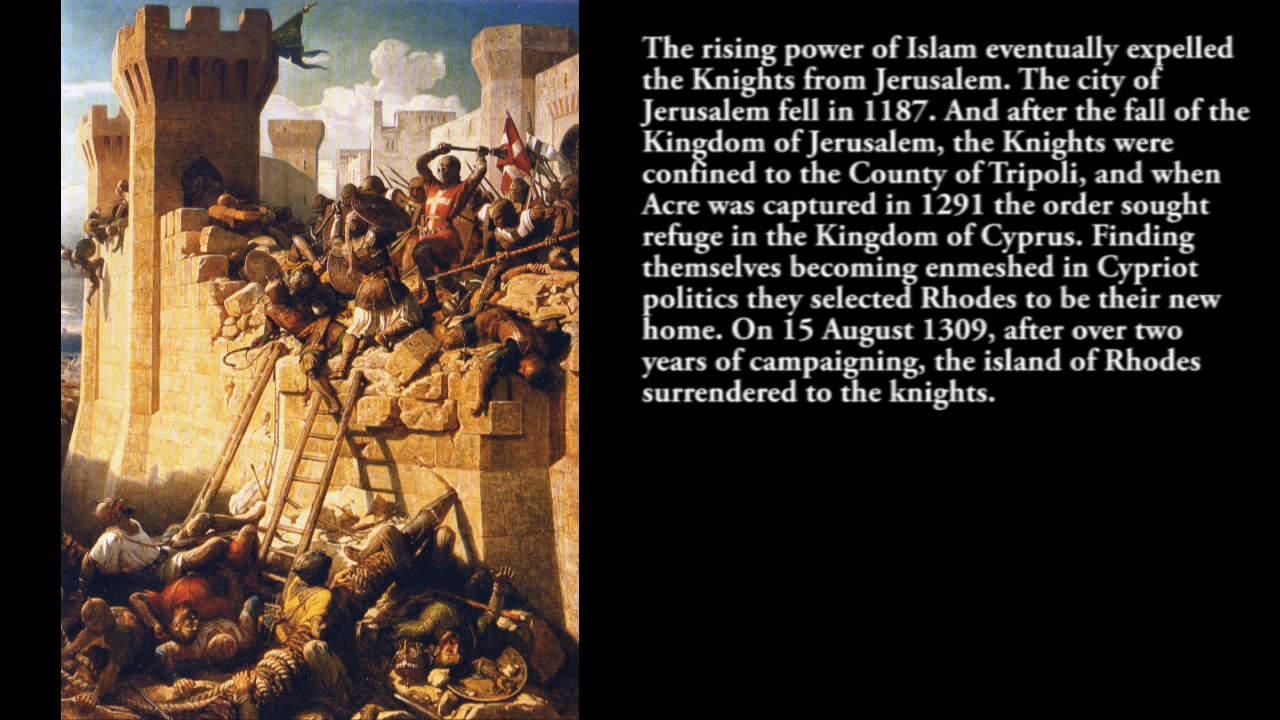 The rising power of Islam eventually expelled
the Knights from Jerusalem. The city of
Jerusalem fell in 1187. And after the fall of the
Kingdom of Jerusalem, the Knights were
confined to the County of Tripoli, and when
Acre was captured in 1291 the order sought
refuge in the Kingdom of Cyprus. Finding
themselves becoming enmeshed in Cypriot
politics they selected Rhodes to be their new
home. On 15 August 1309, after over two
years of campaigning, the island of Rhodes
surrendered to the knights.